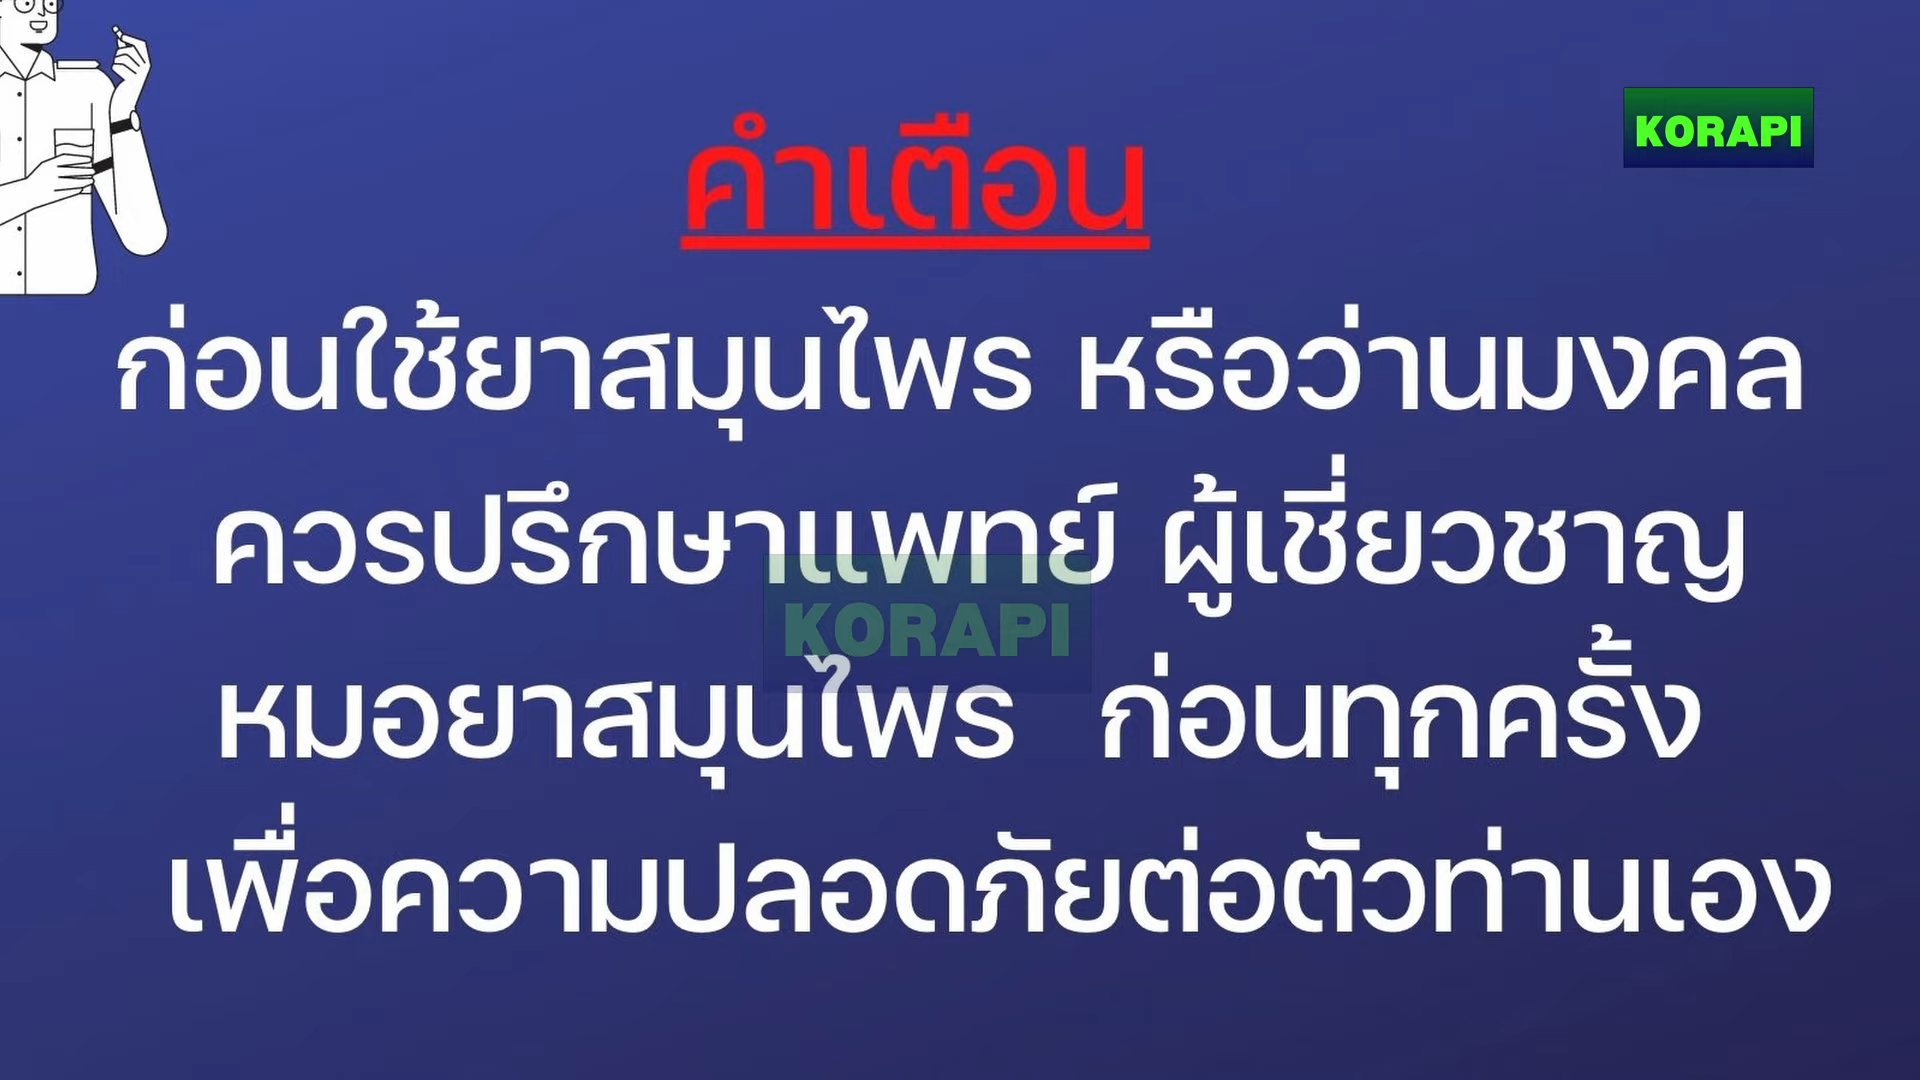 คำเตือน
KORAPI
ก่อนใช้ยาสมุนไพร หรือว่านมงคล
ควรปรึกษาแพทย์ ผู้เชี่ยวชาญ
KORAPI
หมอยาสมุนไพร ก่อนทุกครั้ง
เพื่อความปลอดภัยต่อตัวท่านเอง